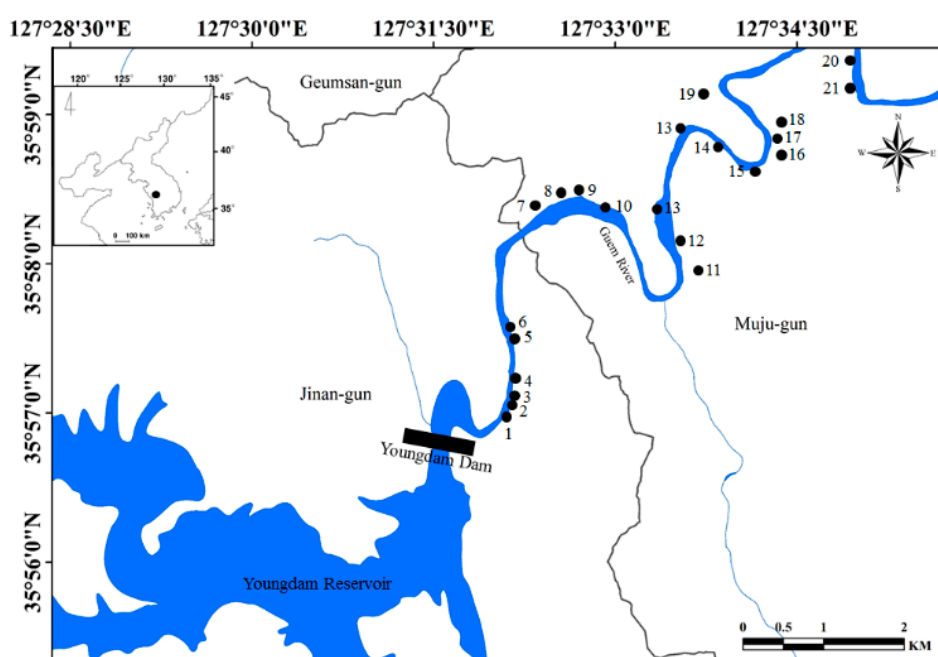 127°28'30"E 127°30'0"E 127°31'30"E 127°33'0"E 127°34'30"E
120° 125° 130° 135°
45°
40°
35°
4
0 100 km
35°59'0"N
35°58'0"N
35°57'0"N
35°56'0"N
Geumsan-gun
20
21
19
18
13
17
14
16
15
N
W E
S
8
9
7
10
13
12
11
Guem River
6
5
Muju-gun
4
3
2
1
Jinan-gun
Youngdam Dam
Youngdam Reservoir
0 0.5 1 2
KM